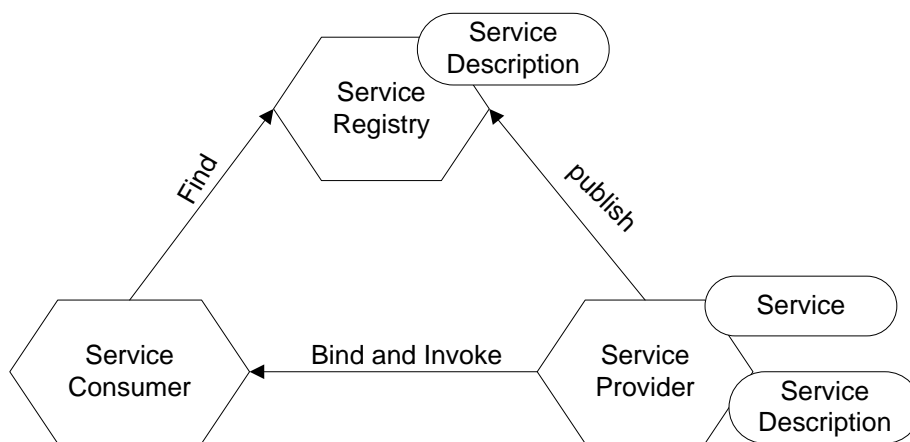 Service
Description
Service
Registry
Find
publish
Service
Consumer
Bind and Invoke
Service
Provider
Service
Service
Description